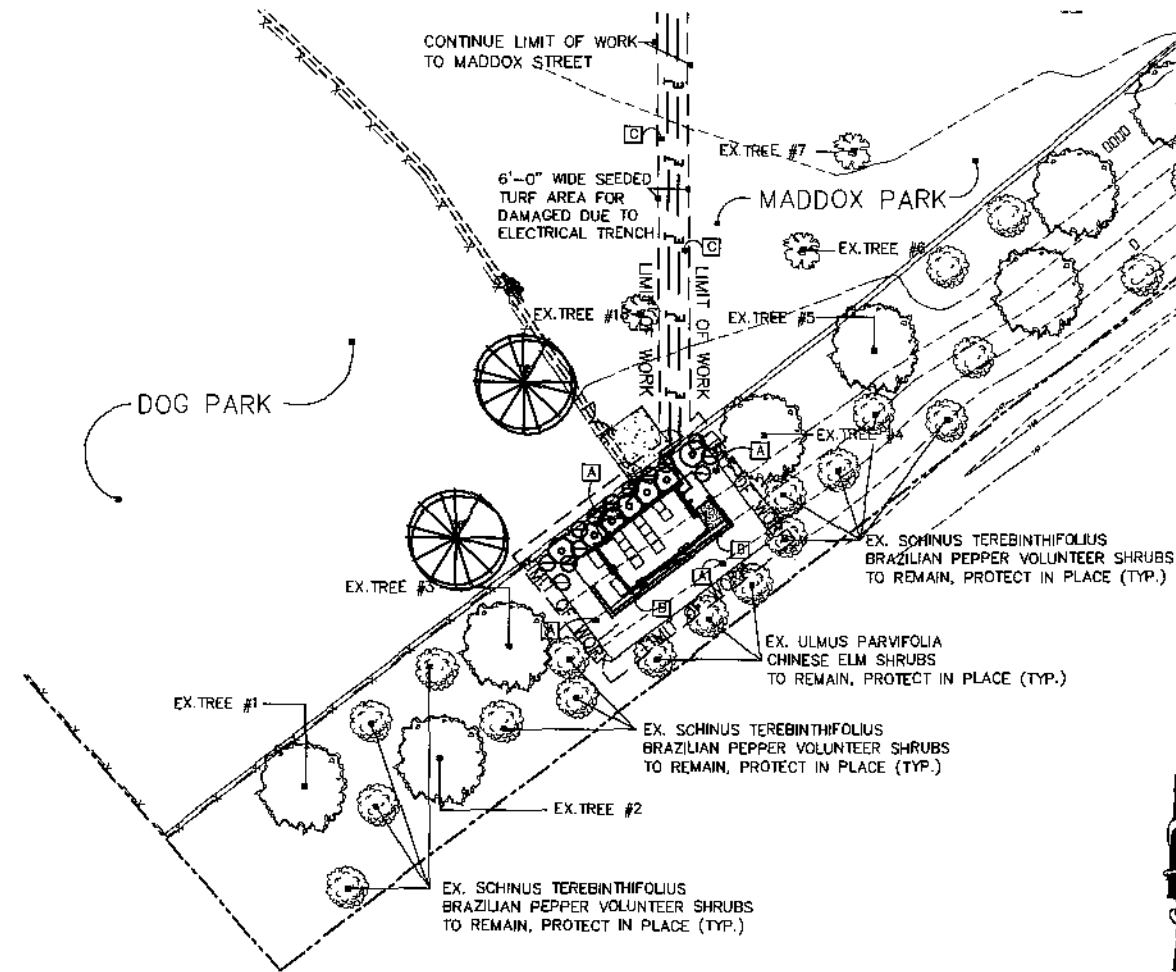 CONTINUE LIMIT OF WORK
TO MADDOX STREET
E
E
C
EX.TREE #7
6'-0" WIDE SEEDED
TURF AREA FOR
DAMAGED DUE TO
ELECTRICAL TRENCH
E
E
MADDOX PARK
C
EX.TREE #6
E
LIMIT OF WORK
LIMIT OF WORK
EX.TREE #5
DOG PARK
EX.TREE #4
A
A
EX. SCHINUS TEREBINTHIFOLIUS
BRAZILIAN PEPPER VOLUNTEER SHRUBS
TO REMAIN, PROTECT IN PLACE (TYP.)
B
A
EX.TREE #3
B
A
EX. ULMUS PARVIFOLIA
CHINESE ELM SHRUBS
TO REMAIN, PROTECT IN PLACE (TYP.)
EX.TREE #1
EX. SCHINUS TEREBINTHIFOLIUS
BRAZILIAN PEPPER VOLUNTEER SHRUBS
TO REMAIN, PROTECT IN PLACE (TYP.)
EX.TREE #2
EX. SCHINUS TEREBINTHIFOLIUS
BRAZILIAN PEPPER VOLUNTEER SHRUBS
TO REMAIN, PROTECT IN PLACE (TYP.)